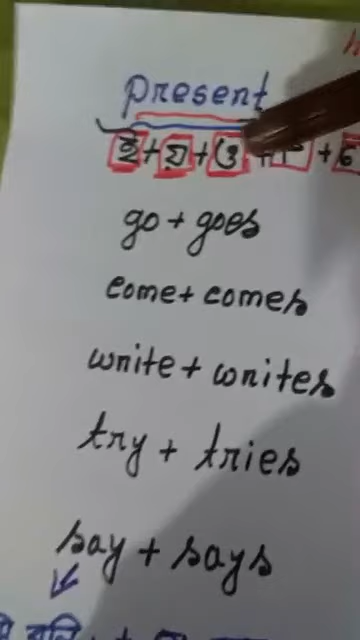 Present
go + goes
come + comes
write + writes
try + tries
say + says